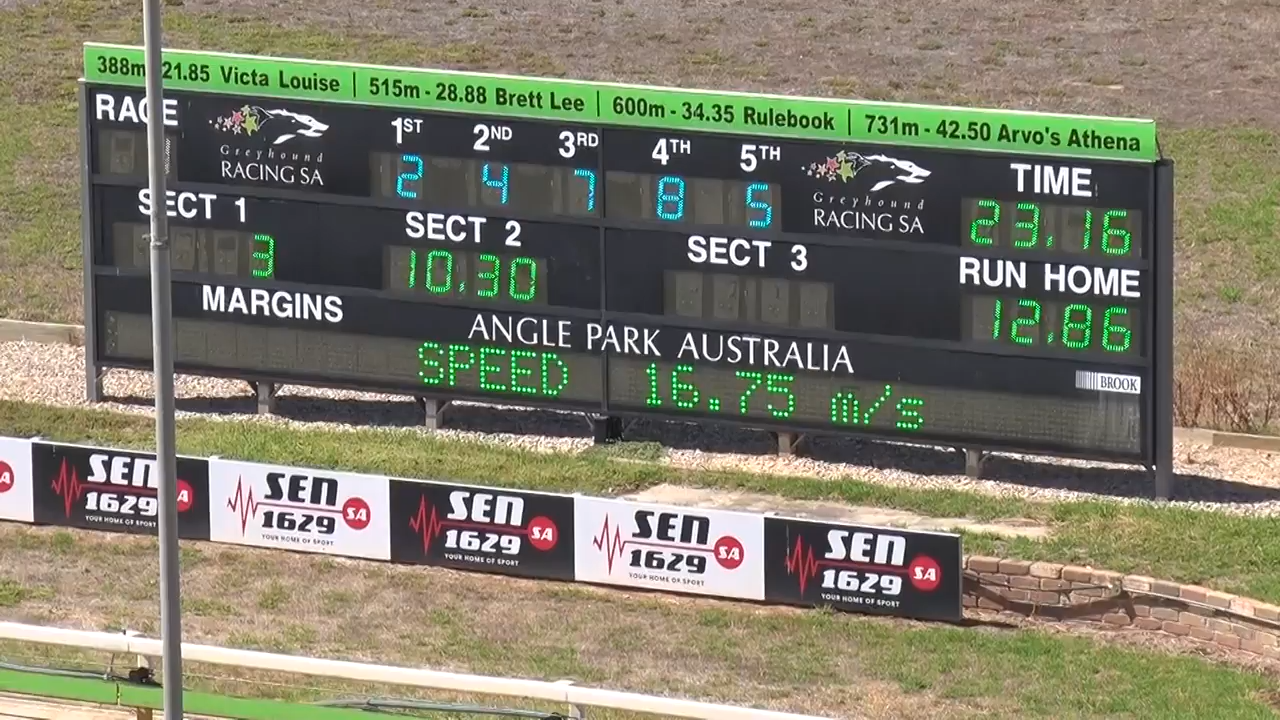 388m 21.85 Victa Louise | 515m - 28.88 Brett Lee | 600m - 34.35 Rulebook | 731m - 42.50 Arvo's Athena
RACE
Greyhound
RACING SA
1ST 2ND 3RD 4TH 5TH
2 4 7 8 5
Greyhound
RACING SA
TIME
23.16
SECT 1
3
SECT 2
10.30
SECT 3
RUN HOME
12.86
MARGINS
ANGLE PARK AUSTRALIA
BROOK
SPEED 16.75 m/s
SEN
1629
SA
YOUR HOME OF SPORT
SEN
1629
SA
YOUR HOME OF SPORT
SEN
1629
SA
YOUR HOME OF SPORT
SEN
1629
SA
YOUR HOME OF SPORT
SEN
1629
SA
YOUR HOME OF SPORT